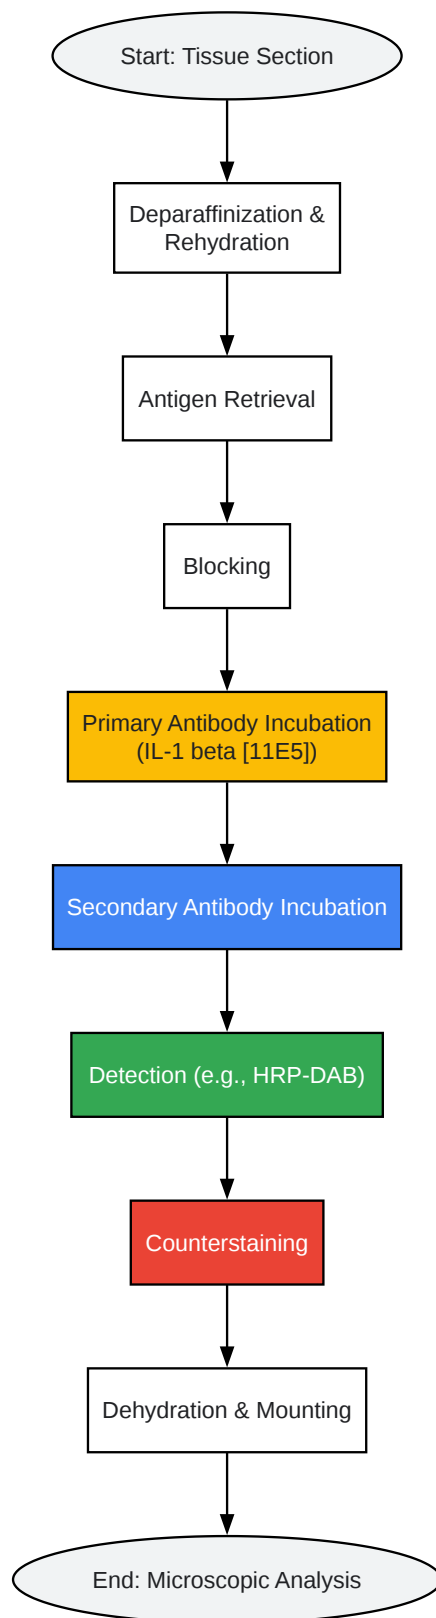 Start: Tissue Section
Deparaffinization &
Rehydration
Antigen Retrieval
Blocking
Primary Antibody Incubation
(IL-1 beta [11E5])
Secondary Antibody Incubation
Detection (e.g., HRP-DAB)
Counterstaining
Dehydration & Mounting
End: Microscopic Analysis